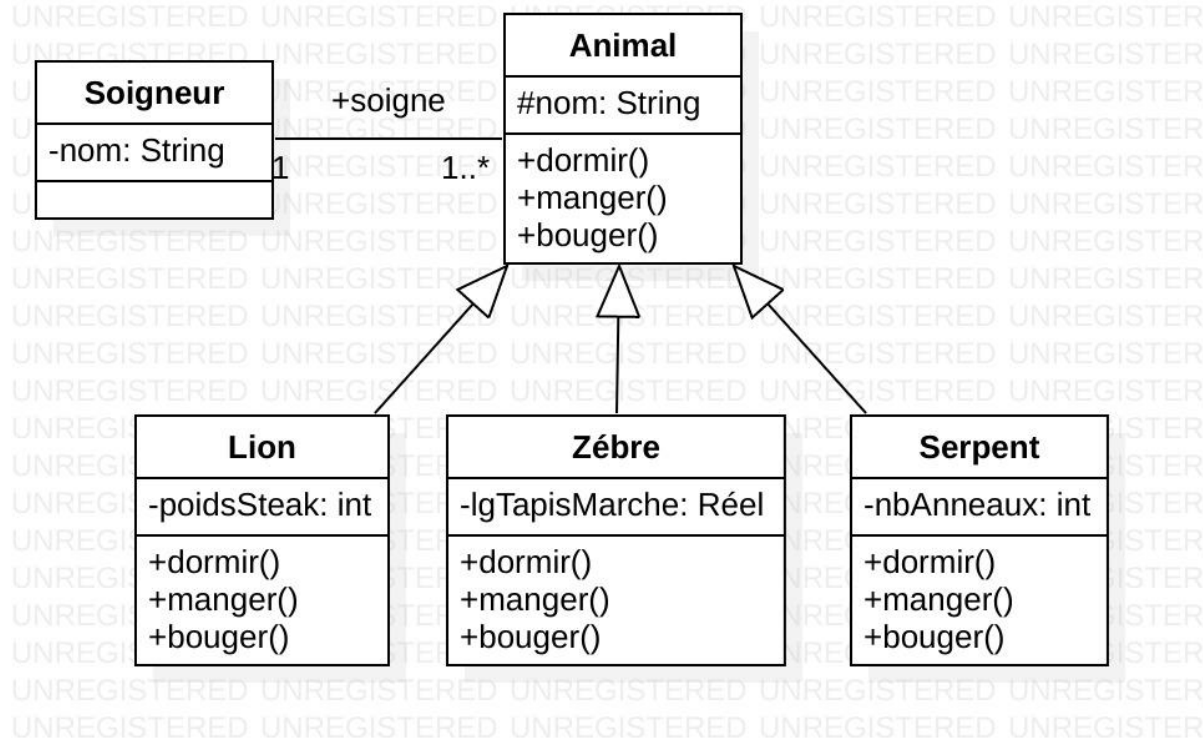 Animal
#nom: String
+dormir()
+manger()
+bouger()
Soigneur
-nom: String
+soigne
1
1..*
Lion
-poidsSteak: int
+dormir()
+manger()
+bouger()
Zébre
-lgTapisMarche: Réel
+dormir()
+manger()
+bouger()
Serpent
-nbAnneaux: int
+dormir()
+manger()
+bouger()
UNREGISTERED